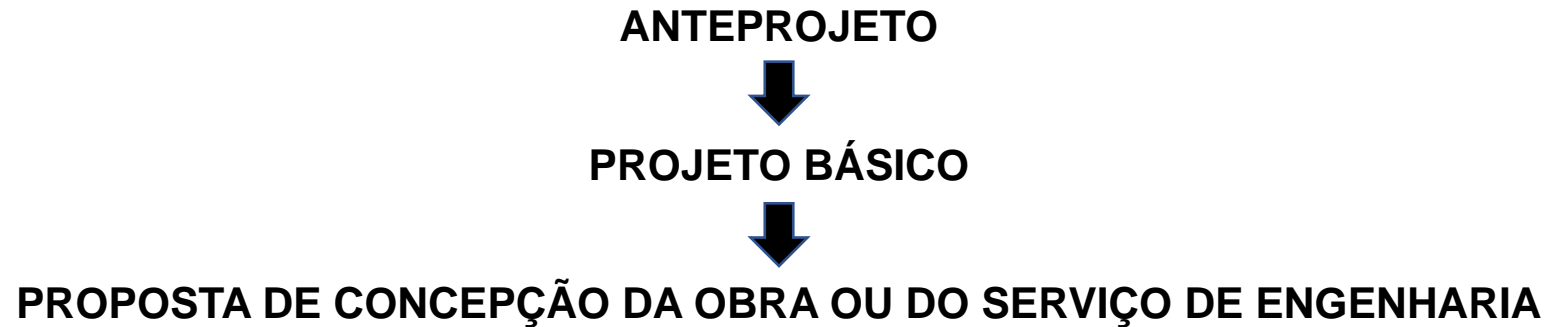 ANTEPROJETO
PROJETO BÁSICO
PROPOSTA DE CONCEPÇÃO DA OBRA OU DO SERVIÇO DE ENGENHARIA